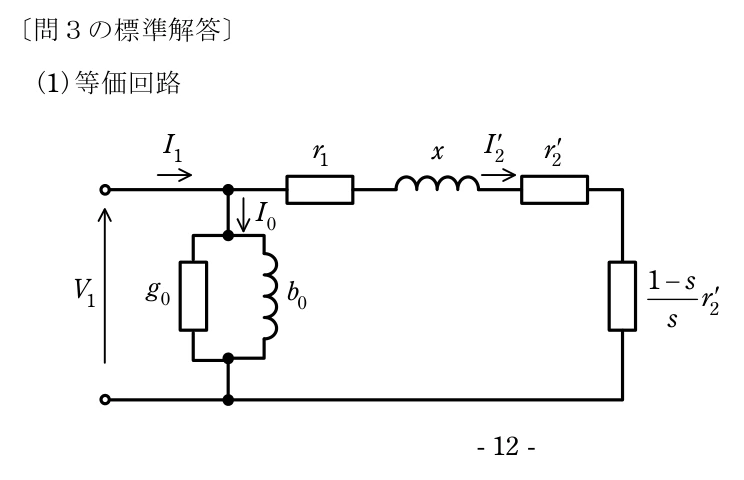 〔問３の標準解答〕
(1) 等価回路
I₁
r₁
x
I₂′
r₂′
I₀
V₁
g₀
b₀
(1−s)/s r₂′
- 12 -